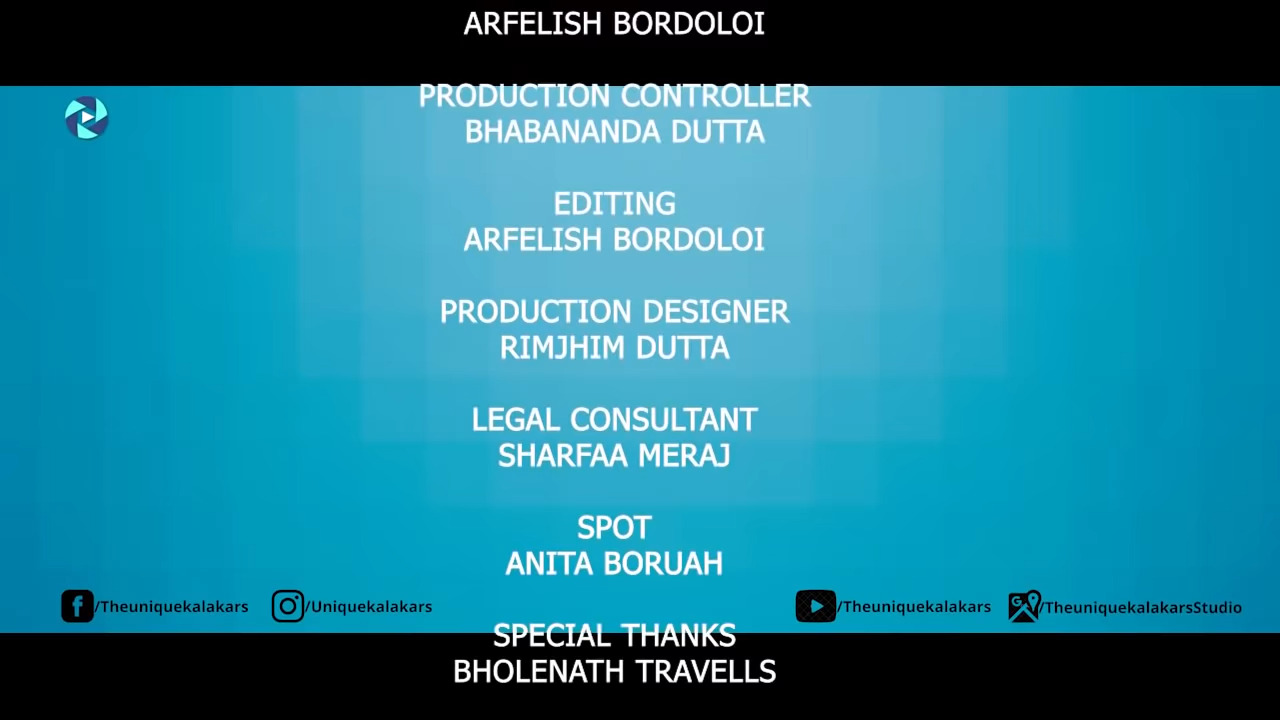 ARFELISH BORDOLOI
PRODUCTION CONTROLLER
BHABANANDA DUTTA
EDITING
ARFELISH BORDOLOI
PRODUCTION DESIGNER
RIMJHIM DUTTA
LEGAL CONSULTANT
SHARFAA MERAJ
SPOT
ANITA BORUAH
/Theuniquekalakars /Uniquekalakars /Theuniquekalakars /TheuniquekalakarsStudio
SPECIAL THANKS
BHOLENATH TRAVELLS